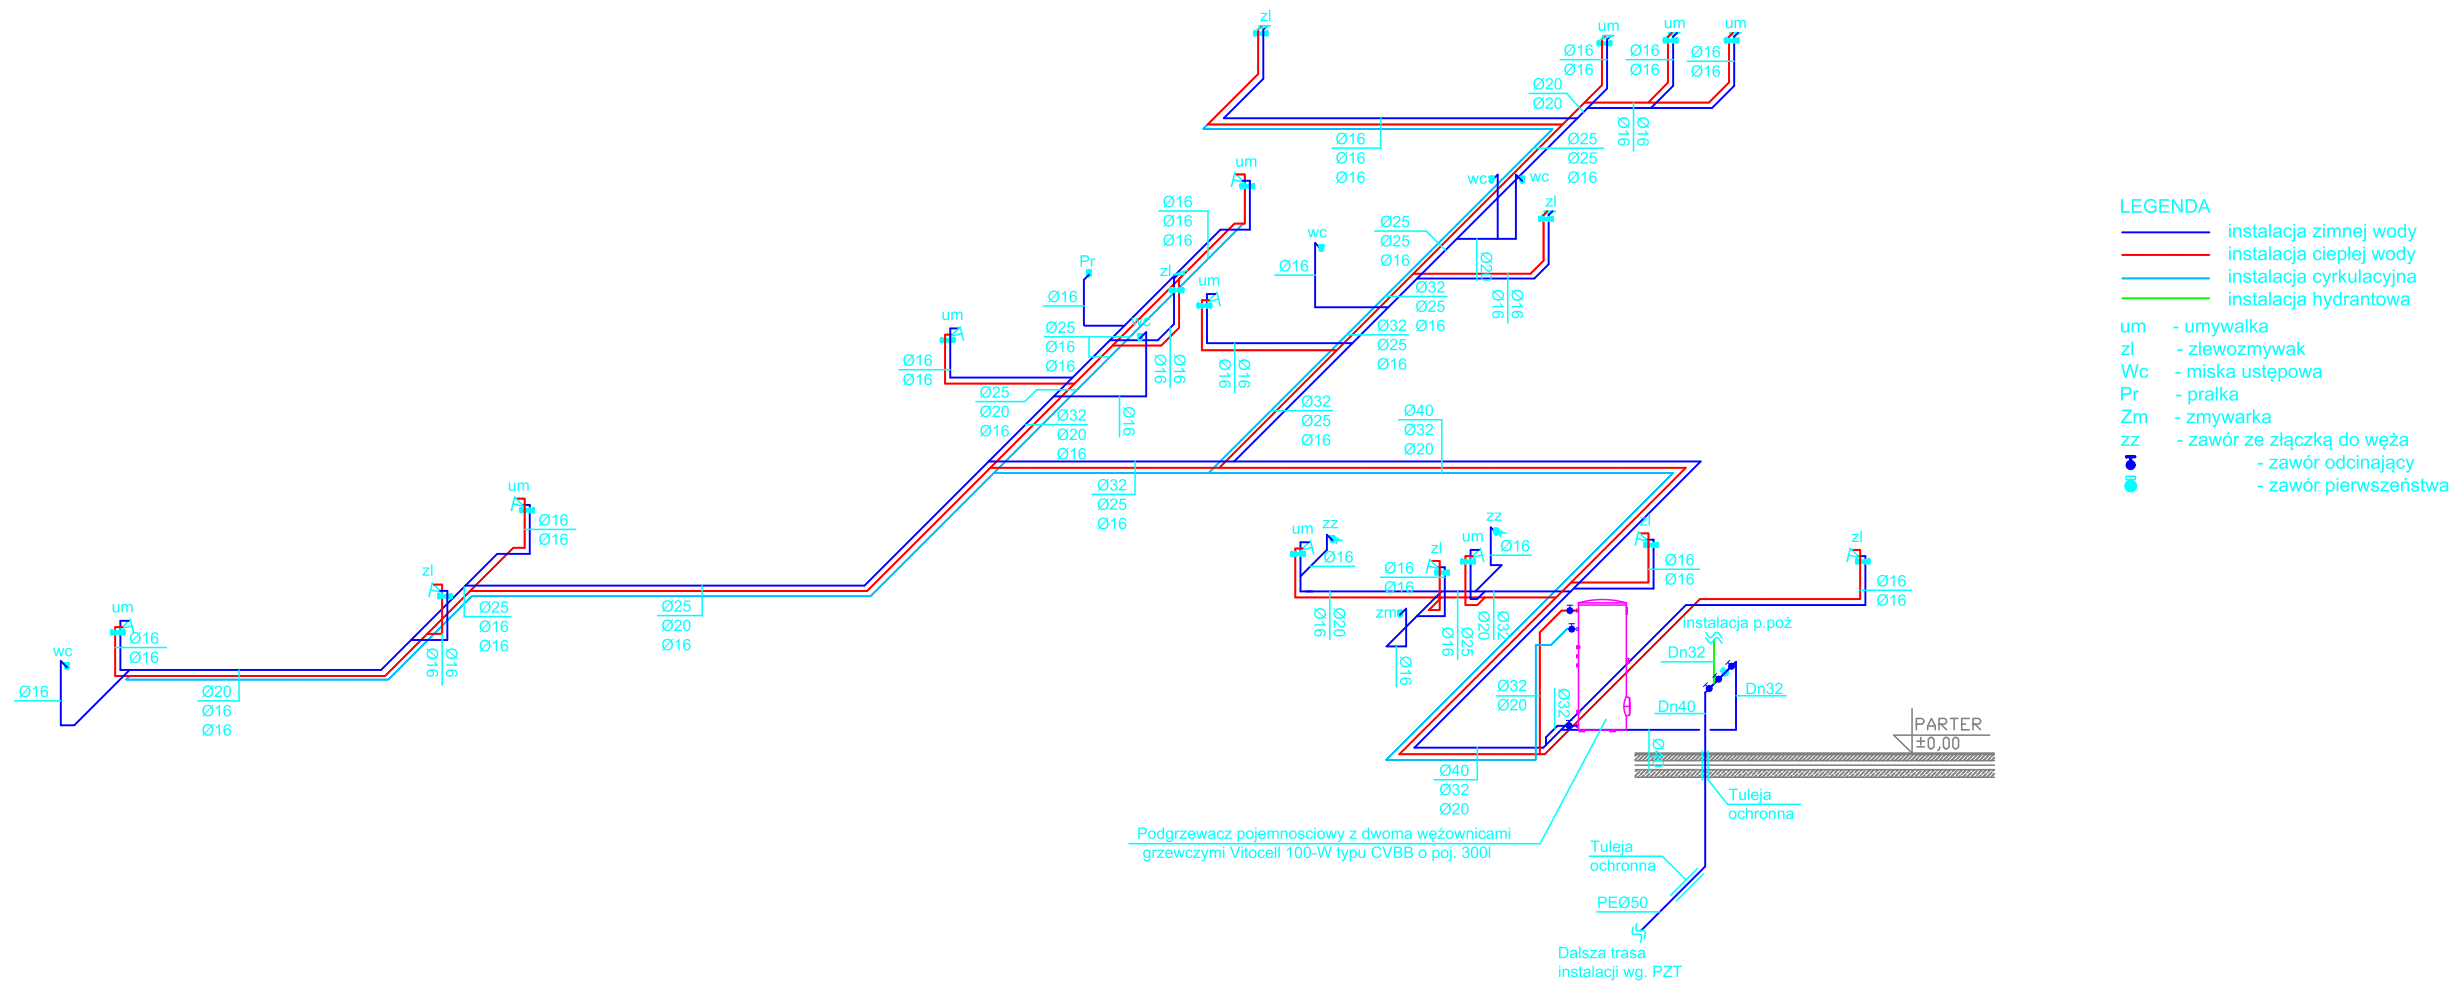 zl
um
um
um
Ø16
Ø16
Ø16
Ø16
Ø16
Ø16
Ø20
Ø20
Ø16
Ø16
Ø16
Ø16
Ø16
Ø25
Ø25
Ø16
um
wc
wc
Ø16
Ø16
Ø16
zl
Ø25
Ø25
Ø16
wc
Ø16
Ø20
Pr
zl
um
Ø16
Ø16
Ø16
Ø32
Ø25
Ø16
um
wc
Ø25
Ø16
Ø16
Ø32
Ø25
Ø16
Ø16
Ø16
Ø16
Ø16
Ø16
Ø16
Ø25
Ø20
Ø16
Ø32
Ø20
Ø16
Ø16
Ø32
Ø25
Ø16
Ø40
Ø32
Ø20
Ø32
Ø25
Ø16
um
Ø16
Ø16
zl
um
Ø16
Ø16
wc
Ø16
Ø20
Ø16
Ø16
Ø16
Ø16
Ø25
Ø16
Ø16
Ø25
Ø20
Ø16
um
zz
Ø16
zl
Ø16
Ø16
um
zz
Ø16
zl
Ø16
Ø16
zl
Ø16
Ø16
zm
Ø16
Ø20
Ø16
Ø25
Ø20
Ø32
Ø16
instalacja p.poż
Dn32
Dn32
Dn40
Ø32
Ø20
Ø32
Ø40
PARTER
±0,00
Ø40
Ø32
Ø20
Tuleja
ochronna
Podgrzewacz pojemnosciowy z dwoma wężownicami
grzewczymi Vitocell 100-W typu CVBB o poj. 300l
Tuleja
ochronna
PEØ50
Dalsza trasa
instalacji wg. PZT
LEGENDA
instalacja zimnej wody
instalacja ciepłej wody
instalacja cyrkulacyjna
instalacja hydrantowa
um - umywalka
zl - zlewozmywak
Wc - miska ustępowa
Pr - pralka
Zm - zmywarka
zz - zawór ze złączką do węża
- zawór odcinający
- zawór pierwszeństwa